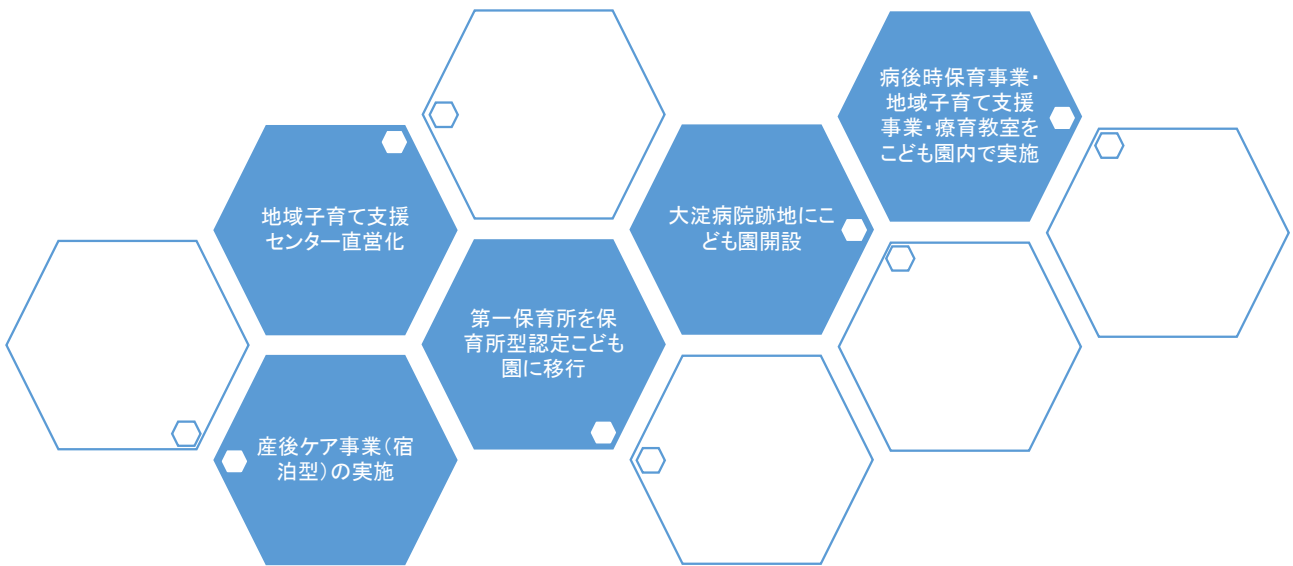 病後時保育事業・
地域子育て支援
事業・療育教室を
こども園内で実施
地域子育て支援
センター直営化
大淀病院跡地にこ
ども園開設
第一保育所を保
育所型認定こども
園に移行
産後ケア事業(宿
泊型)の実施